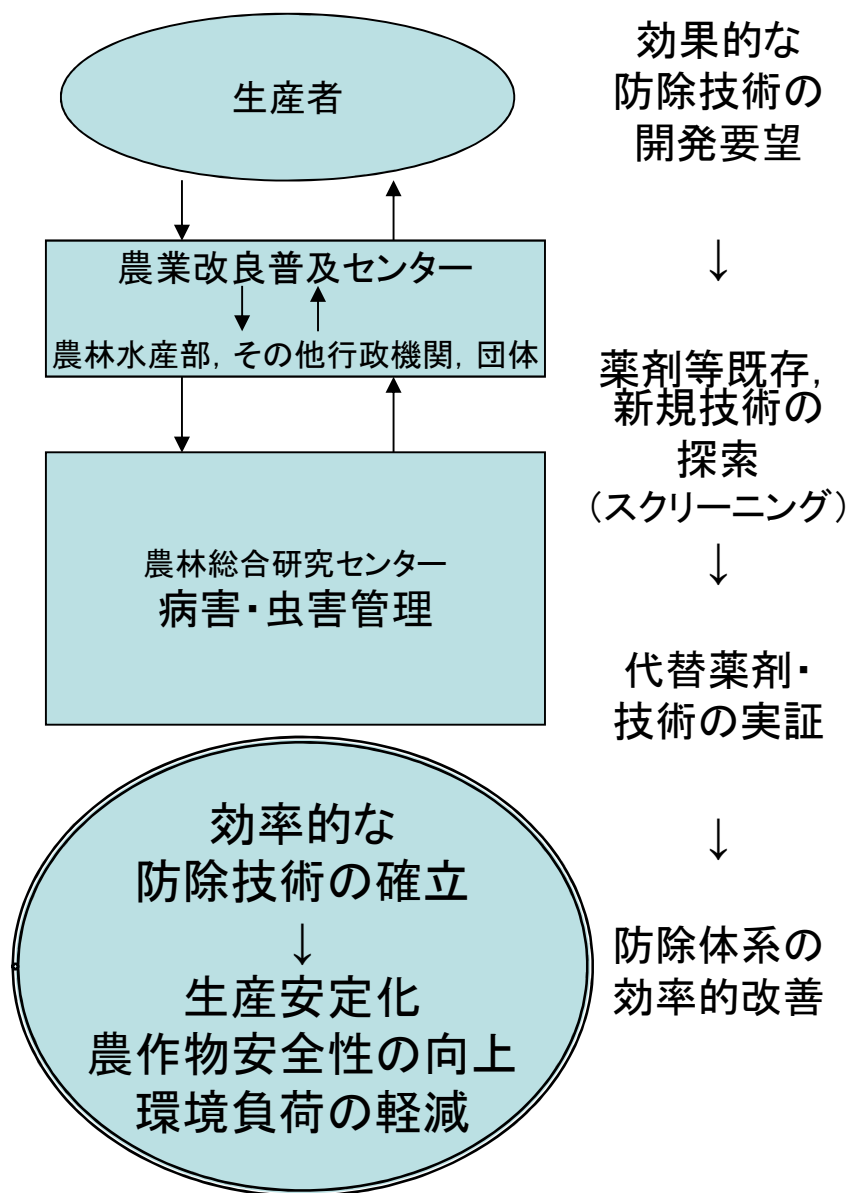 生産者
農業改良普及センター
農林水産部, その他行政機関, 団体
農林総合研究センター
病害・虫害管理
効率的な
防除技術の確立
↓
生産安定化
農作物安全性の向上
環境負荷の軽減
効果的な
防除技術の
開発要望
↓
薬剤等既存,
新規技術の
探索
(スクリーニング)
↓
代替薬剤・
技術の実証
↓
防除体系の
効率的改善